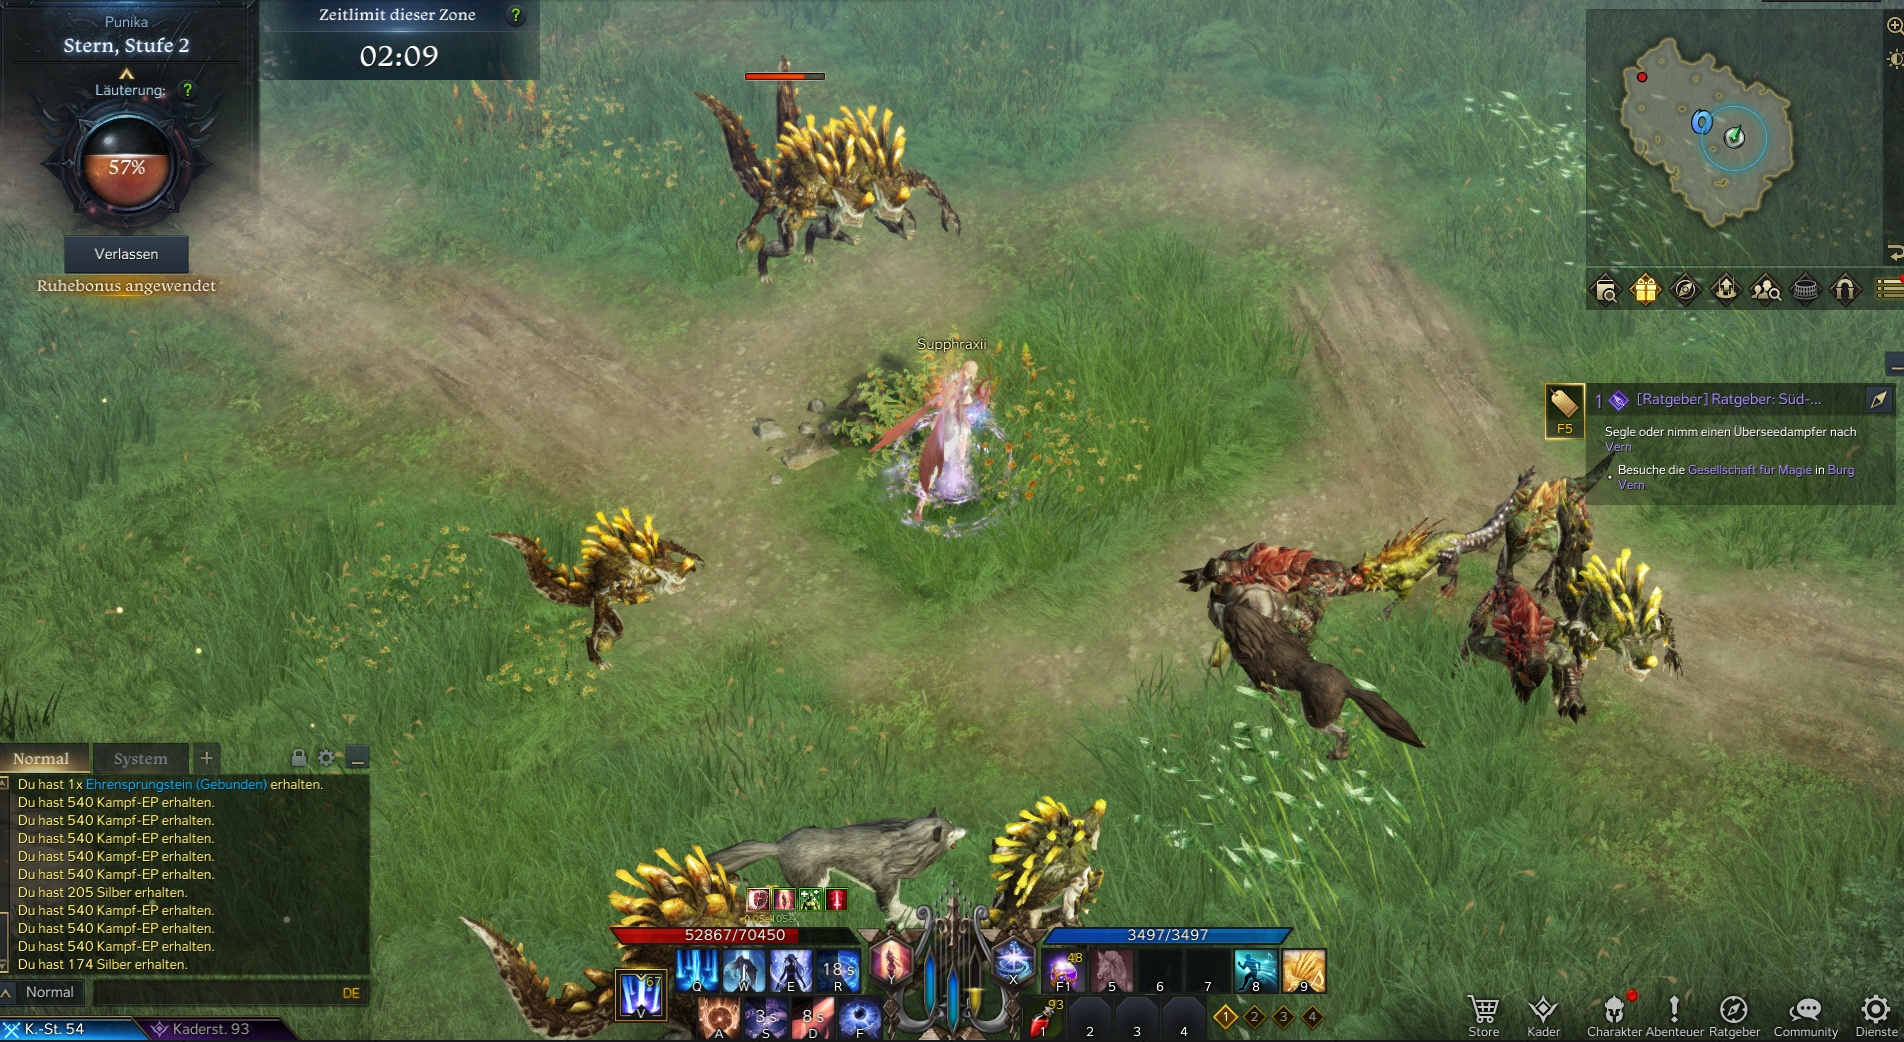 Punika
Stern, Stufe 2
Läuterung: ?
57%
Verlassen
Ruhebonus angewendet
Zeitlimit dieser Zone ?
02:09
Supphraxii
F5
1 [Ratgeber] Ratgeber: Süd-...
Segle oder nimm einen Überseedampfer nach
Vern
Besuche die Gesellschaft für Magie in Burg
Vern
Normal System +
Du hast 1x Ehrensprungstein (Gebunden) erhalten.
Du hast 540 Kampf-EP erhalten.
Du hast 540 Kampf-EP erhalten.
Du hast 540 Kampf-EP erhalten.
Du hast 540 Kampf-EP erhalten.
Du hast 540 Kampf-EP erhalten.
Du hast 205 Silber erhalten.
Du hast 540 Kampf-EP erhalten.
Du hast 540 Kampf-EP erhalten.
Du hast 540 Kampf-EP erhalten.
Du hast 174 Silber erhalten.
Normal DE
K.-St. 54 Kaderst. 93
52867/70450 3497/3497
67 V
Q W E 18 s R Y X 48 F1 5 6 7 8 F9
A 3 s S 8 s D F 93 1 2 3 4 1 2 3 4
Store Kader Charakter Abenteuer Ratgeber Community Dienste